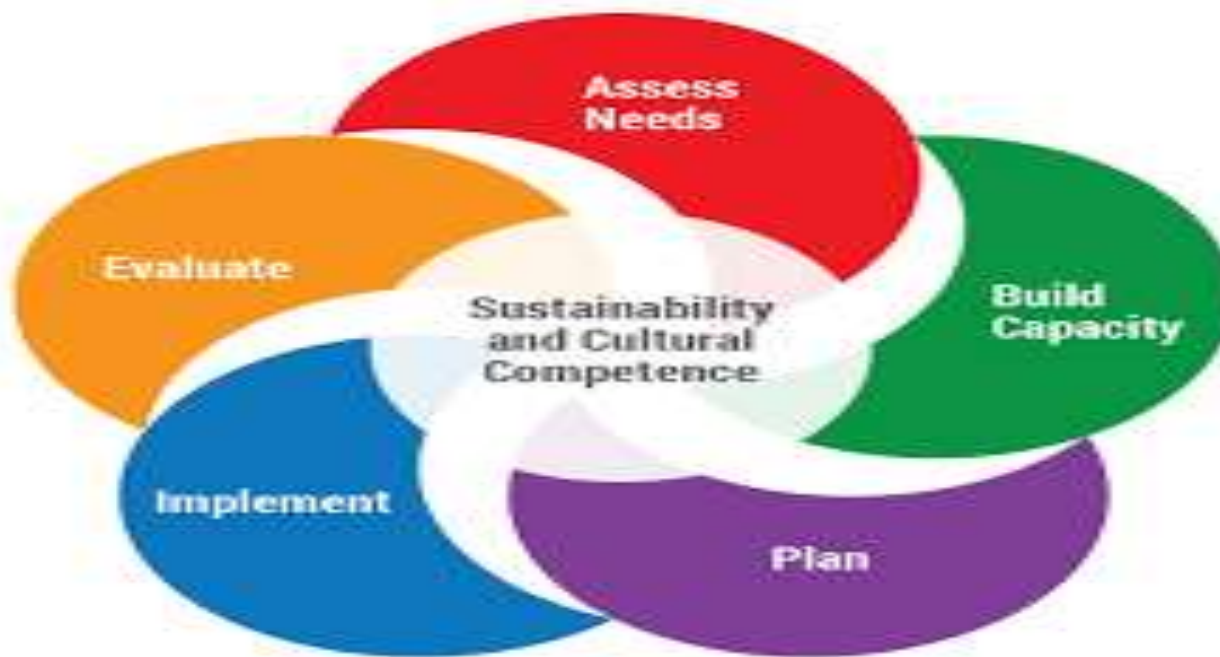 Assess
Needs
Build
Capacity
Plan
Implement
Evaluate
Sustainability
and Cultural
Competence